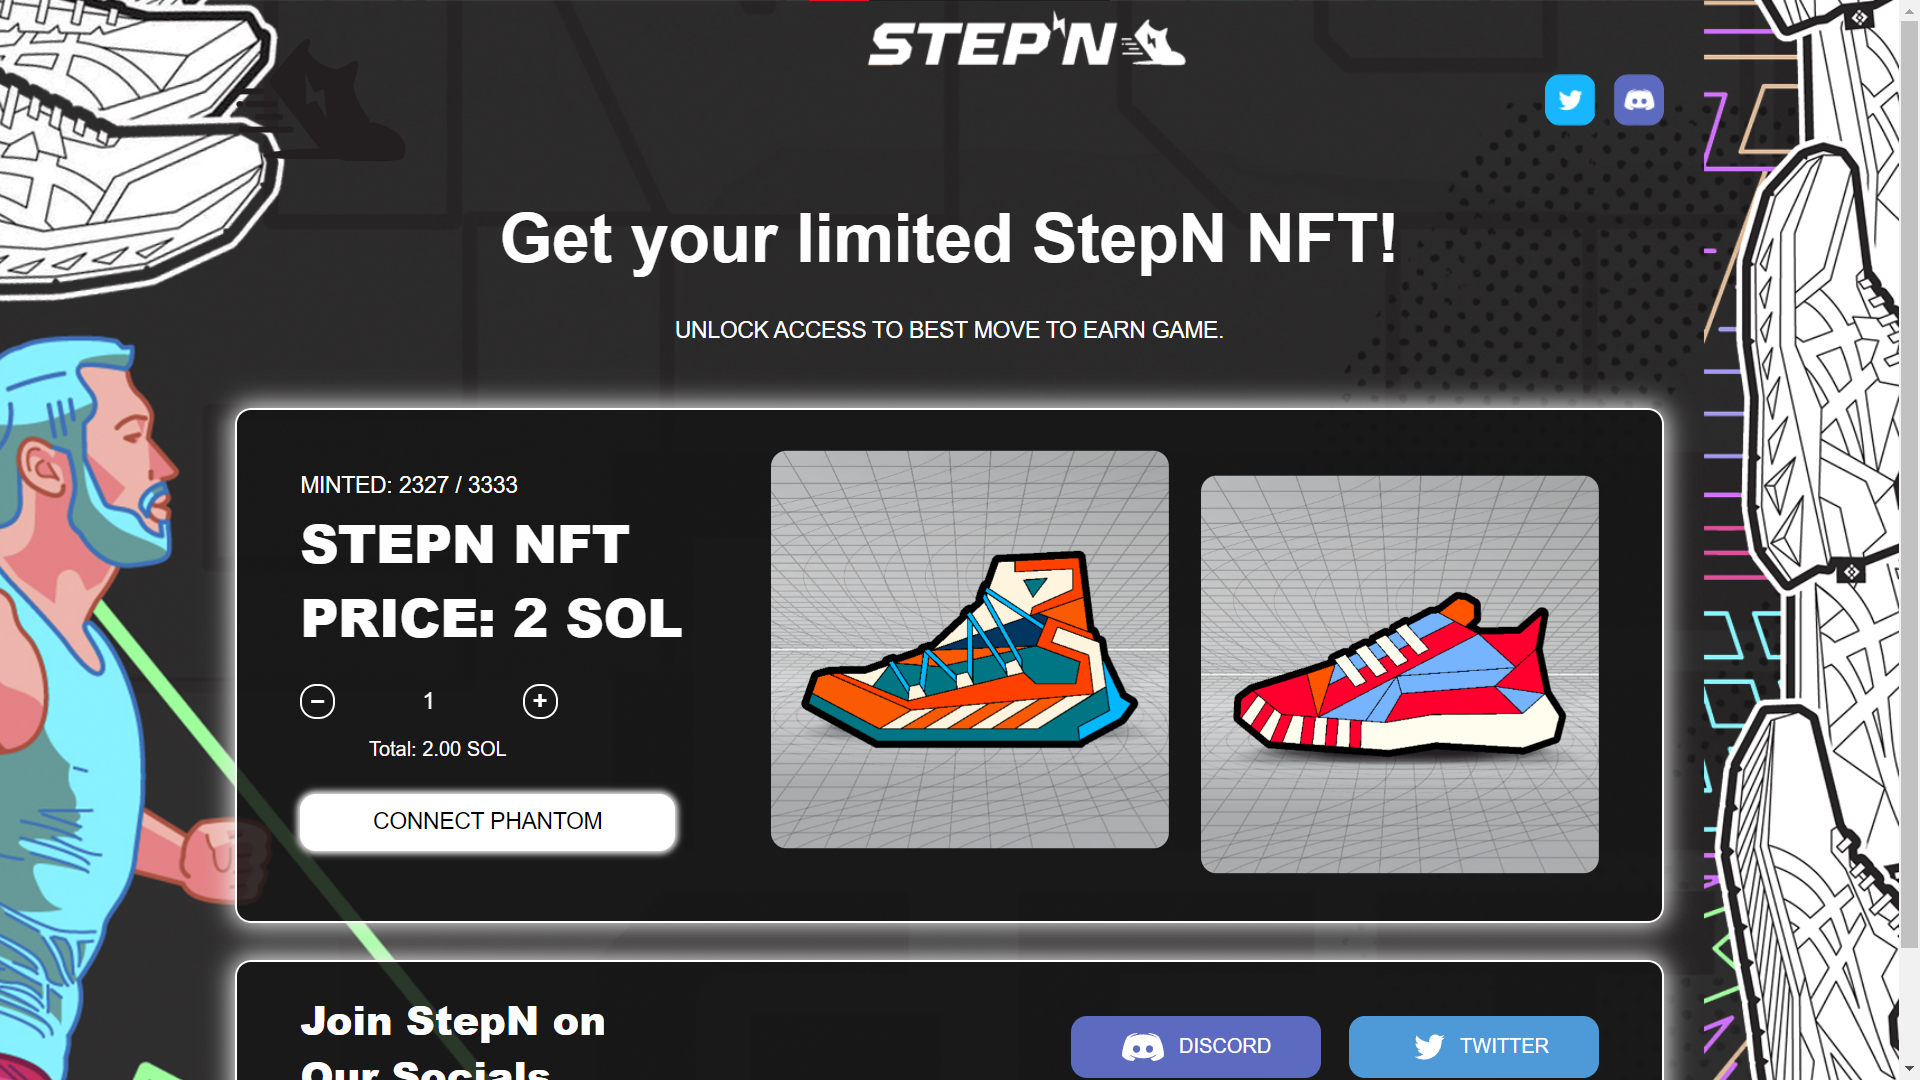 STEP'N
Get your limited StepN NFT!
UNLOCK ACCESS TO BEST MOVE TO EARN GAME.
MINTED: 2327 / 3333
STEPN NFT
PRICE: 2 SOL
1
Total: 2.00 SOL
CONNECT PHANTOM
Join StepN on
Our Socials
DISCORD
TWITTER